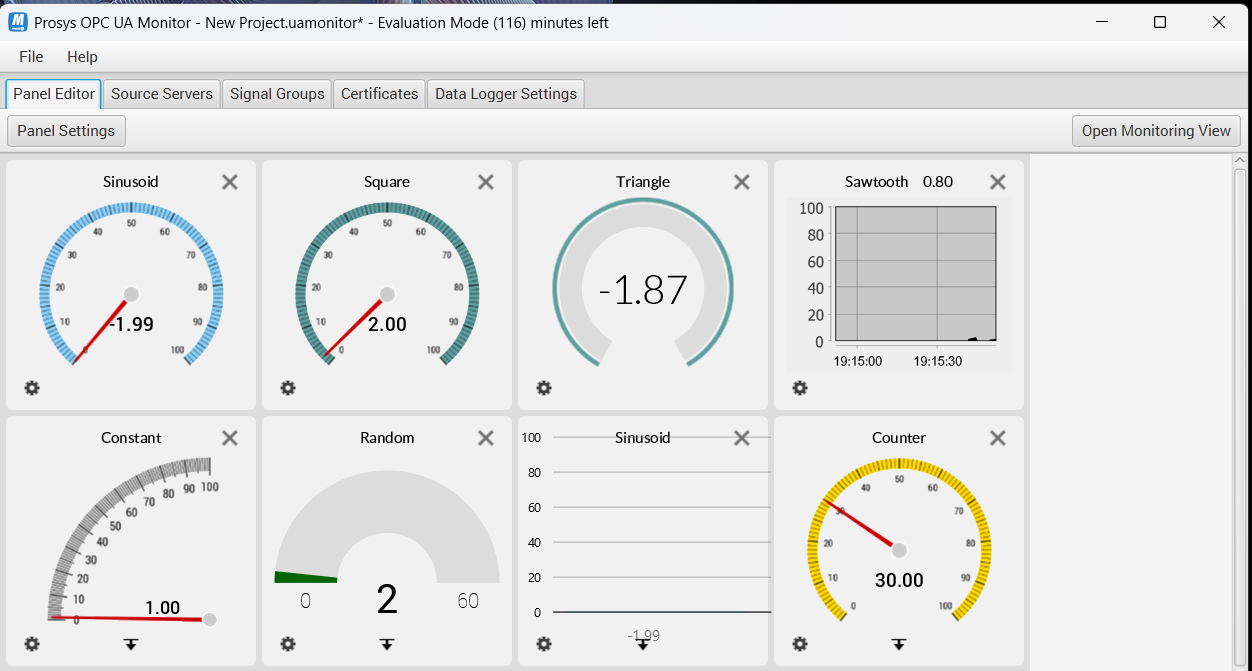 Prosys OPC UA Monitor - New Project.uamonitor* - Evaluation Mode (116) minutes left
File Help
Panel Editor Source Servers Signal Groups Certificates Data Logger Settings
Panel Settings Open Monitoring View
Sinusoid
0 10 20 30 40 50 60 70 80 90 100
-1.99
Square
0 10 20 30 40 50 60 70 80 90 100
2.00
Triangle
-1.87
Sawtooth 0.80
100
80
60
40
20
0
19:15:00 19:15:30
Constant
0 10 20 30 40 50 60 70 80 90 100
1.00
Random
0 2 60
Sinusoid
100
80
60
40
20
0
-1.99
Counter
0 10 20 30 40 50 60 70 80 90 100
30.00